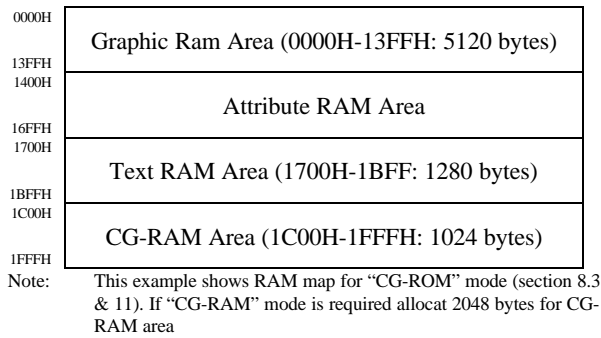 0000H
Graphic Ram Area (0000H-13FFH: 5120 bytes)
13FFH
1400H
Attribute RAM Area
16FFH
1700H
Text RAM Area (1700H-1BFF: 1280 bytes)
1BFFH
1C00H
CG-RAM Area (1C00H-1FFFH: 1024 bytes)
1FFFH
Note: This example shows RAM map for “CG-ROM” mode (section 8.3
& 11). If “CG-RAM” mode is required allocat 2048 bytes for CG-
RAM area